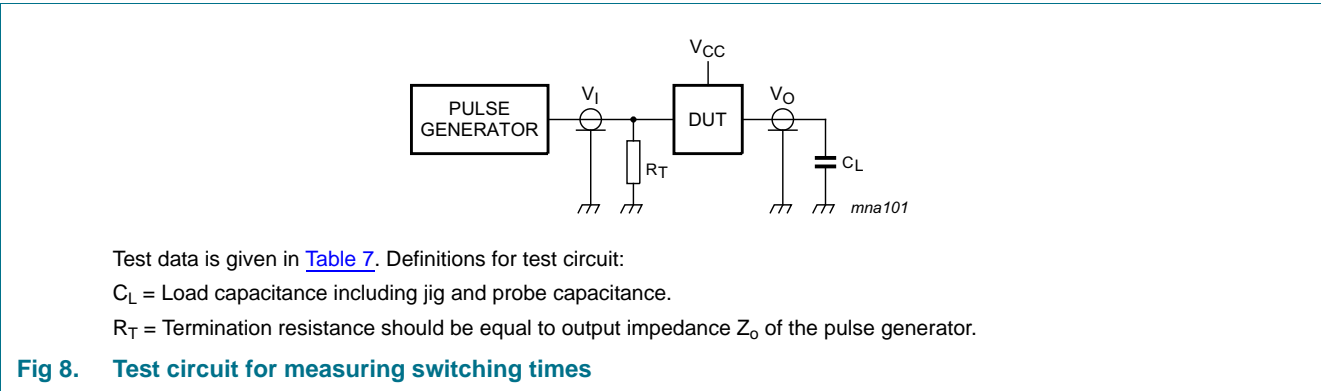 VCC
PULSE
GENERATOR
VI
DUT
VO
RT
CL
mna101
Test data is given in Table 7. Definitions for test circuit:
CL = Load capacitance including jig and probe capacitance.
RT = Termination resistance should be equal to output impedance Zo of the pulse generator.
Fig 8. Test circuit for measuring switching times